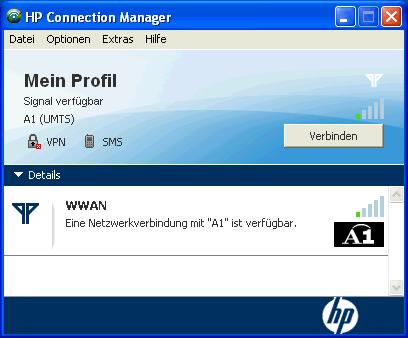 HP Connection Manager
Datei Optionen Extras Hilfe
Mein Profil
Signal verfügbar
A1 (UMTS)
VPN SMS
Verbinden
Details
WWAN
Eine Netzwerkverbindung mit "A1" ist verfügbar.
A1
hp